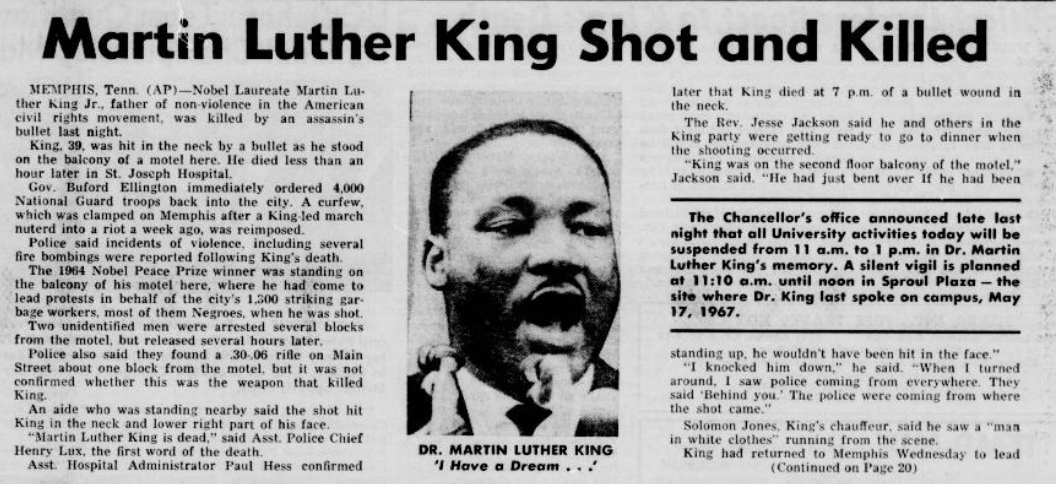 Martin Luther King Shot and Killed
MEMPHIS, Tenn. (AP)—Nobel Laureate Martin Lu-
ther King Jr., father of non-violence in the American
civil rights movement, was killed by an assassin's
bullet last night.
King, 39, was hit in the neck by a bullet as he stood
on the balcony of a motel here. He died less than an
hour later in St. Joseph Hospital.
Gov. Buford Ellington immediately ordered 4,000
National Guard troops back into the city. A curfew,
which was clamped on Memphis after a King-led march
nuterd into a riot a week ago, was reimposed.
Police said incidents of violence, including several
fire bombings were reported following King's death.
The 1964 Nobel Peace Prize winner was standing on
the balcony of his motel here, where he had come to
lead protests in behalf of the city's 1,300 striking gar-
bage workers, most of them Negroes, when he was shot.
Two unidentified men were arrested several blocks
from the motel, but released several hours later.
Police also said they found a .30-.06 rifle on Main
Street about one block from the motel, but it was not
confirmed whether this was the weapon that killed
King.
An aide who was standing nearby said the shot hit
King in the neck and lower right part of his face.
"Martin Luther King is dead," said Asst. Police Chief
Henry Lux, the first word of the death.
Asst. Hospital Administrator Paul Hess confirmed
DR. MARTIN LUTHER KING
'I Have a Dream . . .'
later that King died at 7 p.m. of a bullet wound in
the neck.
The Rev. Jesse Jackson said he and others in the
King party were getting ready to go to dinner when
the shooting occurred.
"King was on the second floor balcony of the motel,"
Jackson said. "He had just bent over If he had been
The Chancellor's office announced late last
night that all University activities today will be
suspended from 11 a.m. to 1 p.m. in Dr. Martin
Luther King's memory. A silent vigil is planned
at 11:10 a.m. until noon in Sproul Plaza — the
site where Dr. King last spoke on campus, May
17, 1967.
standing up, he wouldn't have been hit in the face."
"I knocked him down," he said. "When I turned
around, I saw police coming from everywhere. They
said 'Behind you.' The police were coming from where
the shot came."
Solomon Jones, King's chauffeur, said he saw a "man
in white clothes" running from the scene.
King had returned to Memphis Wednesday to lead
(Continued on Page 20)